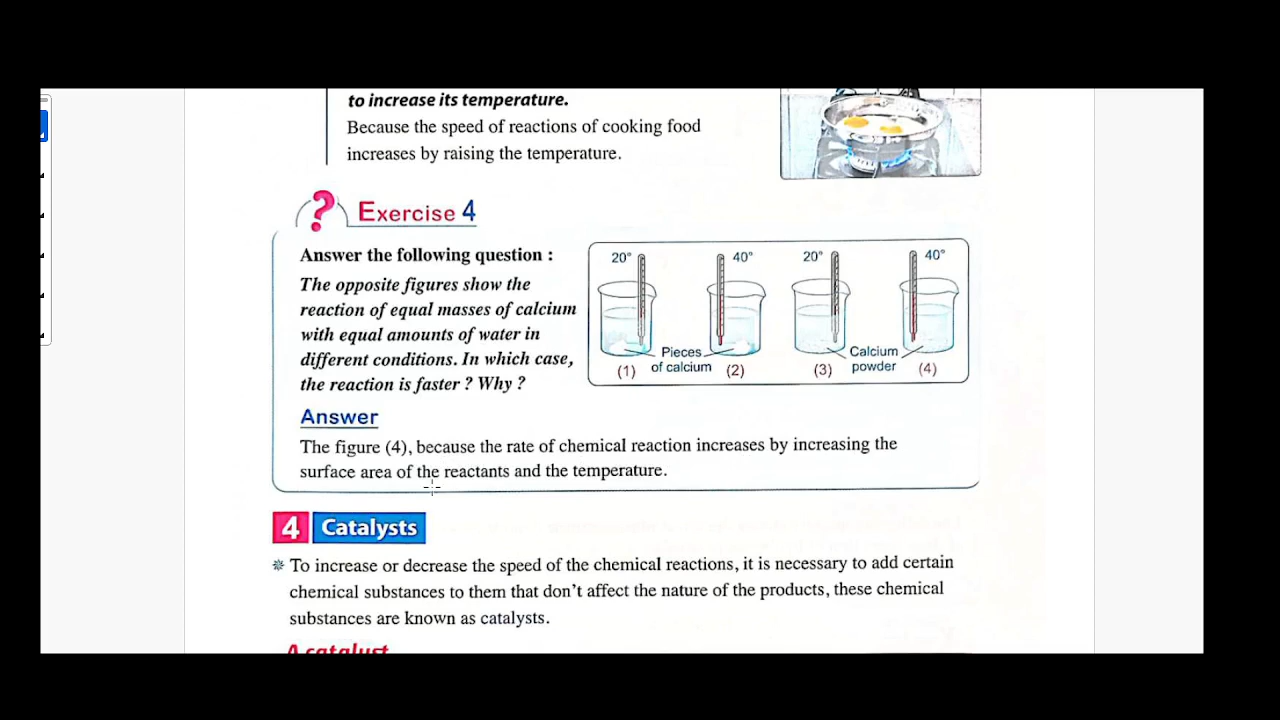 to increase its temperature.
Because the speed of reactions of cooking food
increases by raising the temperature.
? Exercise 4
Answer the following question :
The opposite figures show the
reaction of equal masses of calcium
with equal amounts of water in
different conditions. In which case,
the reaction is faster ? Why ?
20° 40° 20° 40°
Pieces
of calcium
Calcium
powder
(1) (2) (3) (4)
Answer
The figure (4), because the rate of chemical reaction increases by increasing the
surface area of the reactants and the temperature.
4 Catalysts
* To increase or decrease the speed of the chemical reactions, it is necessary to add certain
chemical substances to them that don't affect the nature of the products, these chemical
substances are known as catalysts.
A catalyst